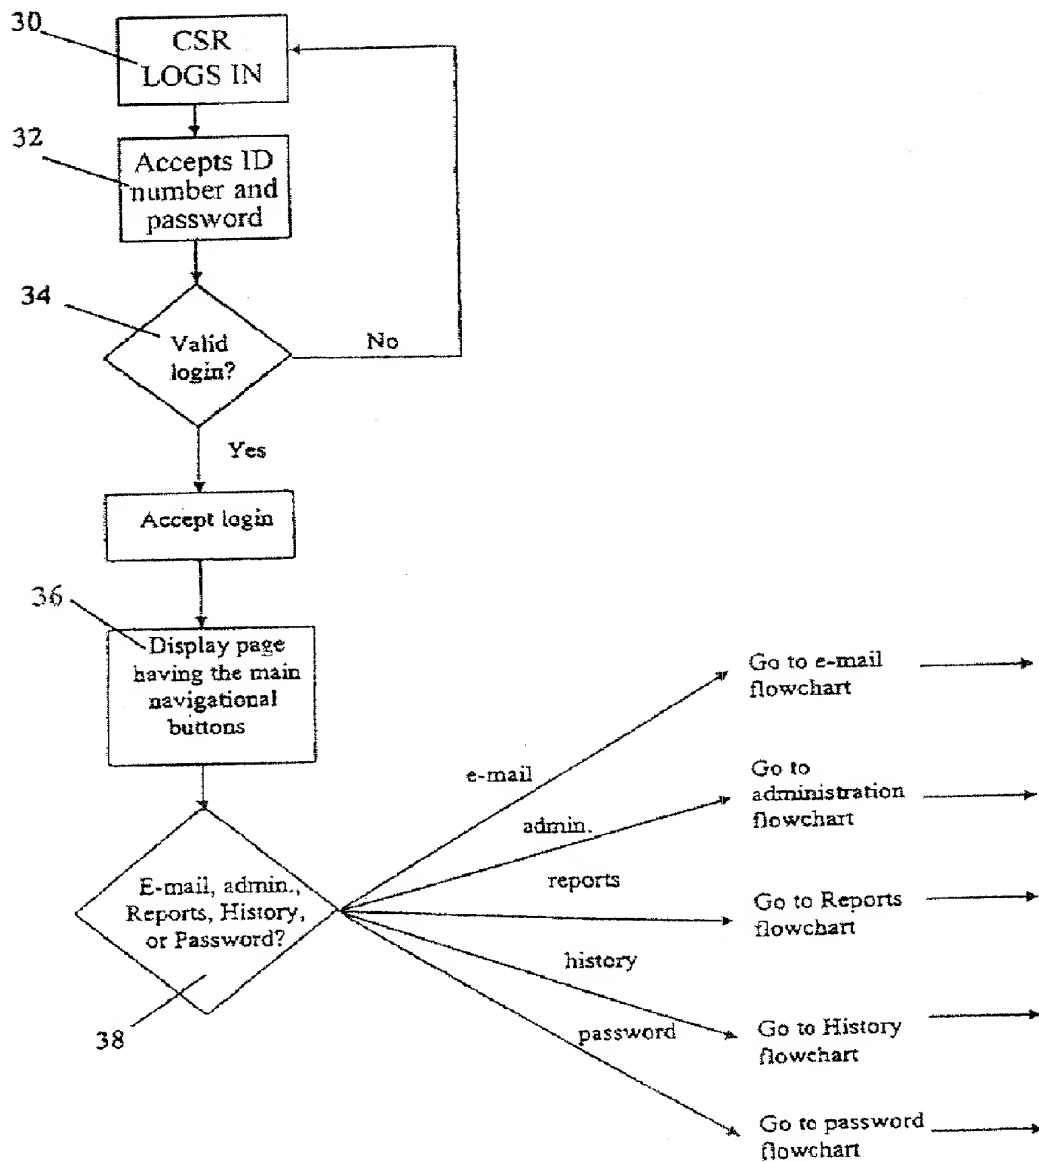 30
CSR
LOGS IN
32
Accepts ID
number and
password
34
Valid
login?
No
Yes
Accept login
36
Display page
having the main
navigational
buttons
E-mail, admin.,
Reports, History,
or Password?
38
e-mail
admin.
reports
history
password
Go to e-mail
flowchart
Go to
administration
flowchart
Go to Reports
flowchart
Go to History
flowchart
Go to password
flowchart